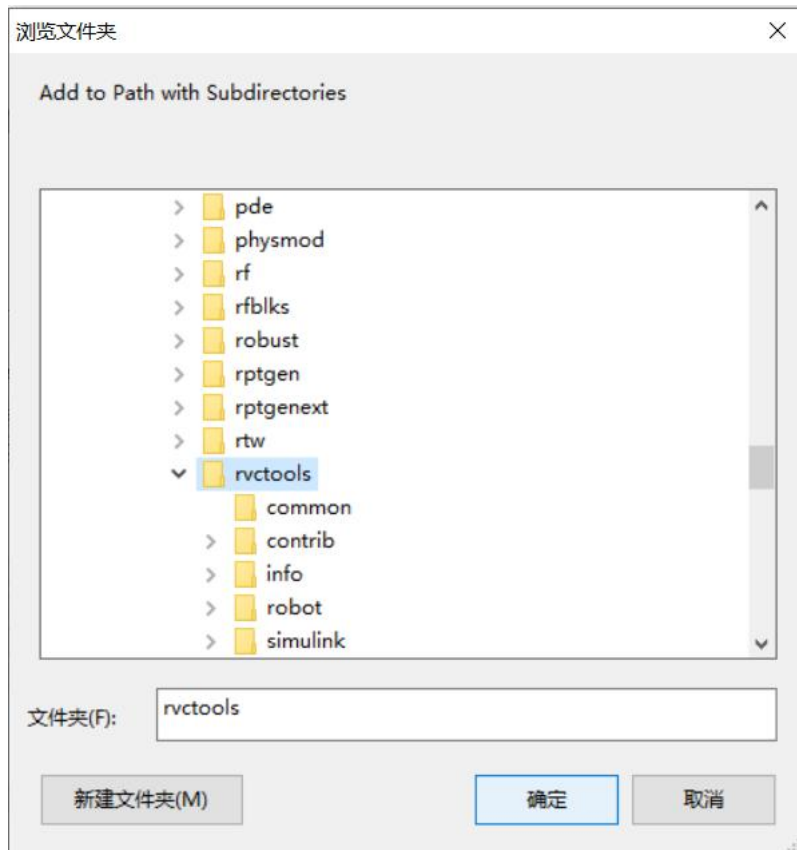 浏览文件夹
Add to Path with Subdirectories
pde
physmod
rf
rfblks
robust
rptgen
rptgenext
rtw
rvctools
common
contrib
info
robot
simulink
文件夹(F): rvctools
新建文件夹(M) 确定 取消